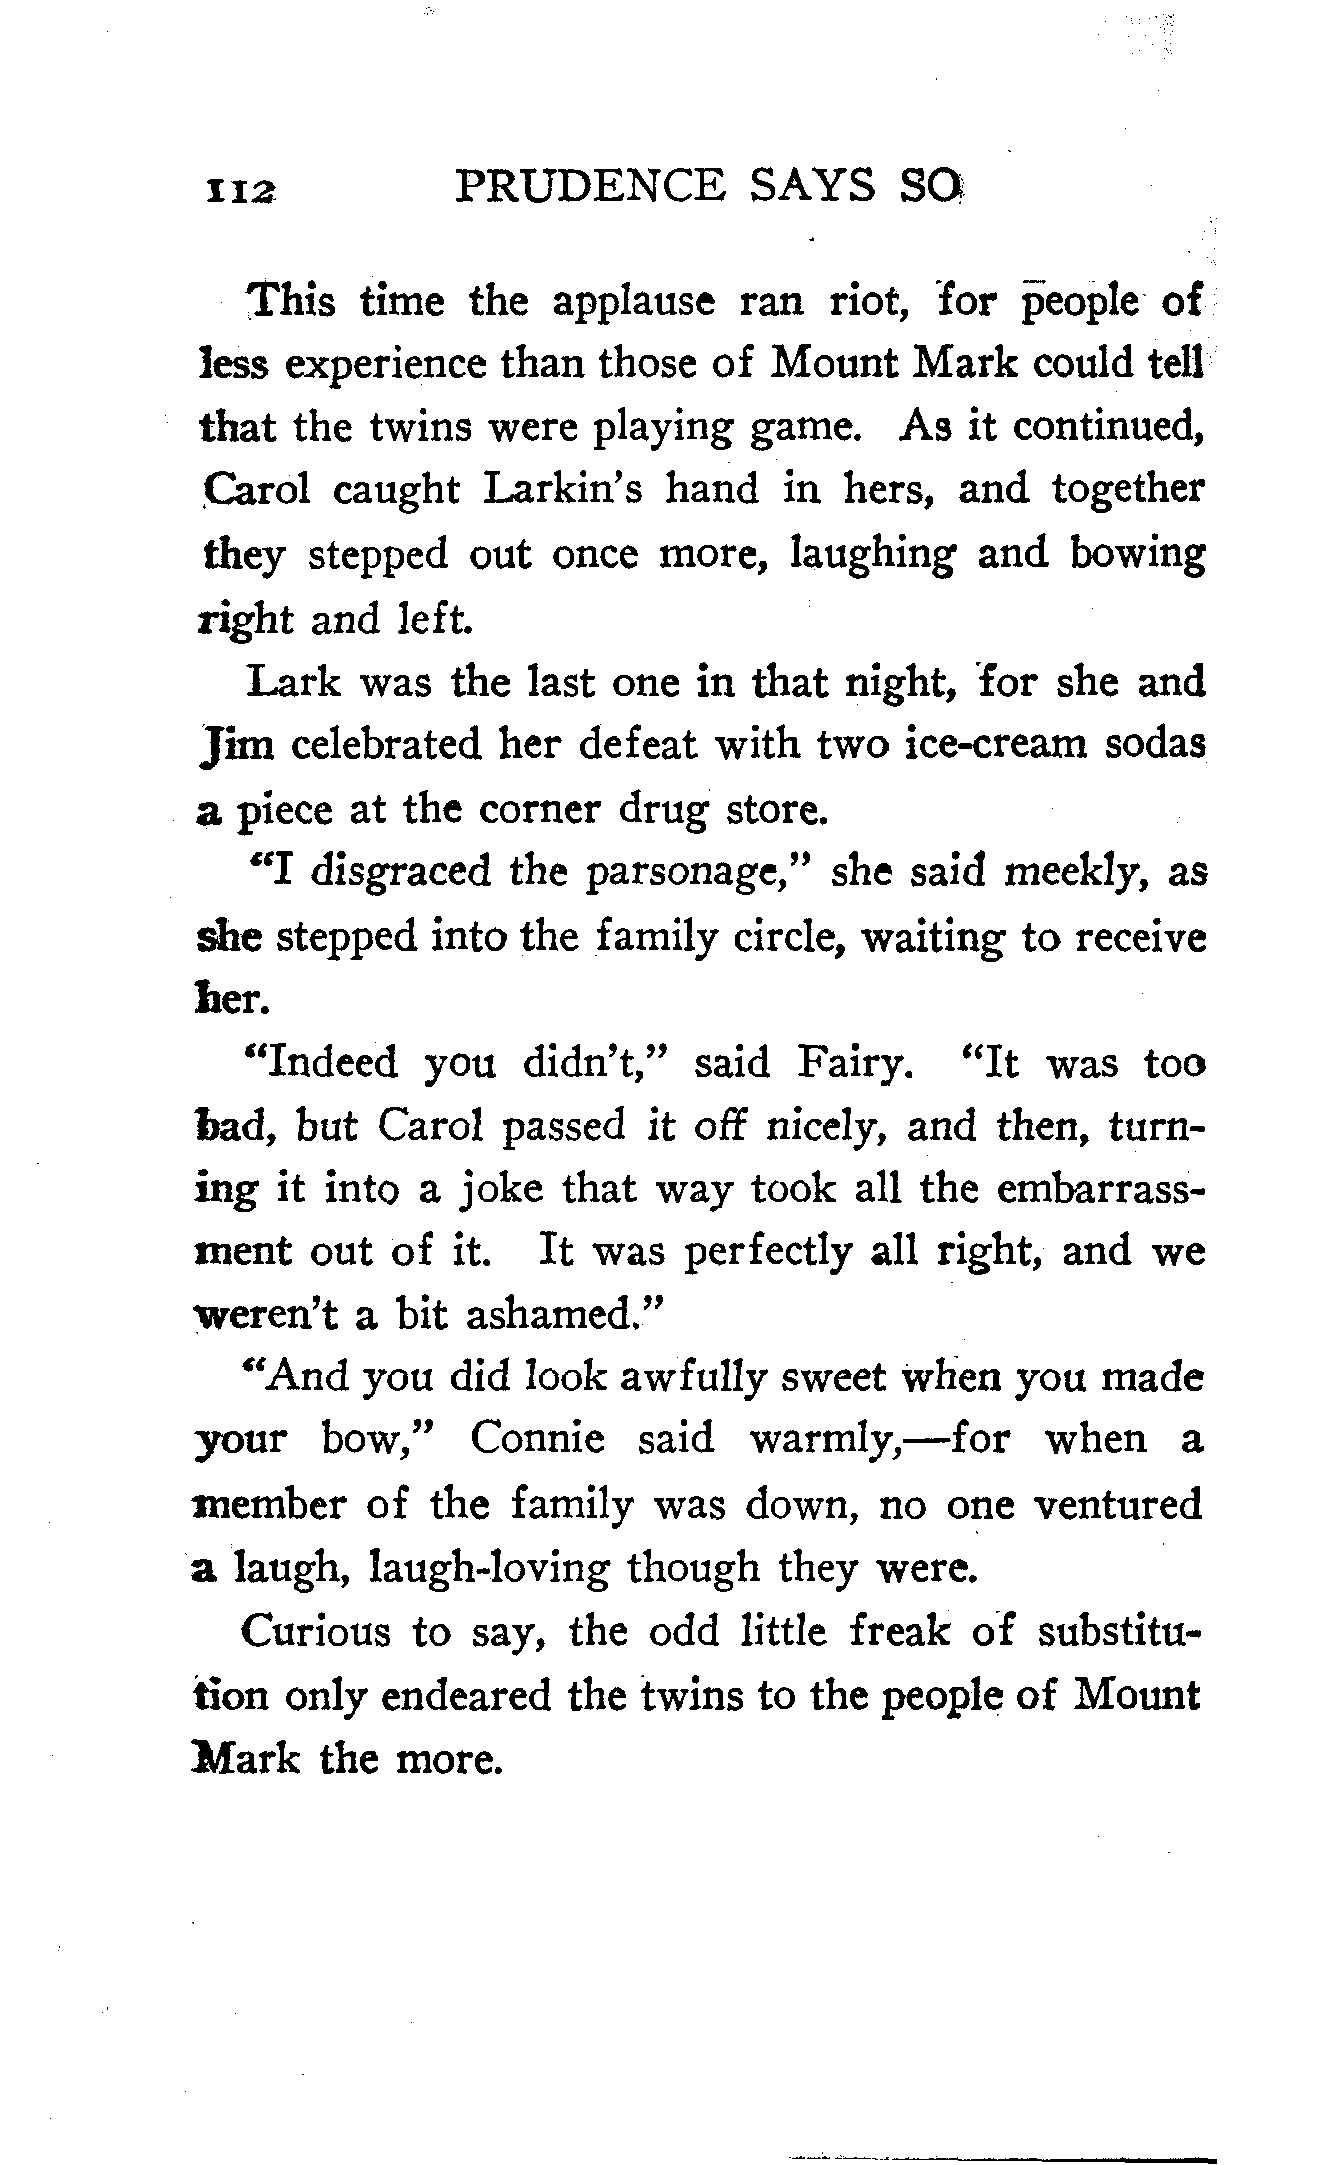 112 PRUDENCE SAYS SO
This time the applause ran riot, for people of
less experience than those of Mount Mark could tell
that the twins were playing game. As it continued,
Carol caught Larkin's hand in hers, and together
they stepped out once more, laughing and bowing
right and left.
Lark was the last one in that night, for she and
Jim celebrated her defeat with two ice-cream sodas
a piece at the corner drug store.
"I disgraced the parsonage," she said meekly, as
she stepped into the family circle, waiting to receive
her.
"Indeed you didn't," said Fairy. "It was too
bad, but Carol passed it off nicely, and then, turn-
ing it into a joke that way took all the embarrass-
ment out of it. It was perfectly all right, and we
weren't a bit ashamed."
"And you did look awfully sweet when you made
your bow," Connie said warmly,—for when a
member of the family was down, no one ventured
a laugh, laugh-loving though they were.
Curious to say, the odd little freak of substitu-
tion only endeared the twins to the people of Mount
Mark the more.